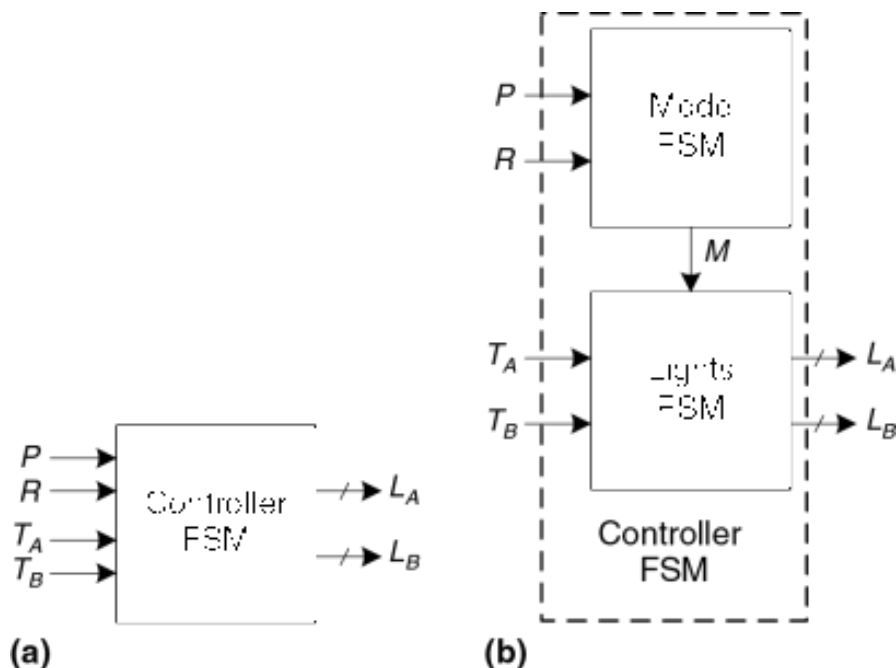 P
R
T_A
T_B
Controller
FSM
L_A
L_B
(a)
P
R
Mode
FSM
M
T_A
T_B
Lights
FSM
L_A
L_B
Controller
FSM
(b)